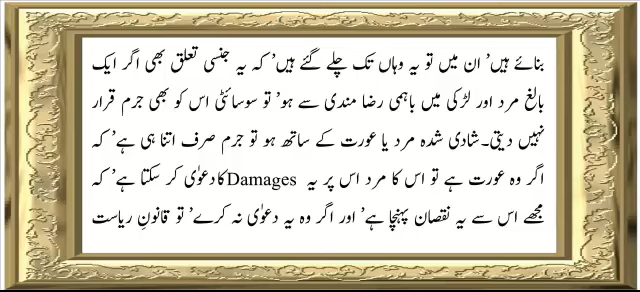 بنائے ہیں' ان میں تو یہ وہاں تک چلے گئے ہیں' کہ یہ جنسی تعلق بھی اگر ایک
بالغ مرد اور لڑکی میں باہمی رضا مندی سے ہو' تو سوسائٹی اس کو بھی جرم قرار
نہیں دیتی۔شادی شدہ مرد یا عورت کے ساتھ ہو تو جرم صرف اتنا ہی ہے' کہ
اگر وہ عورت ہے تو اس کا مرد اس پر یہ Damagesکادعوٰی کر سکتا ہے' کہ
مجھے اس سے یہ نقصان پہنچا ہے' اور اگر وہ یہ دعوٰی نہ کرے' تو قانونِ ریاست